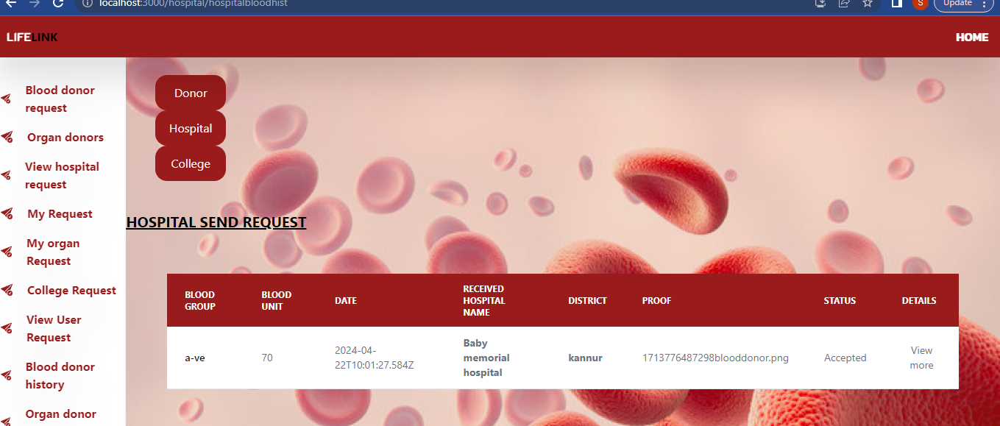 localhost:3000/hospital/hospitalbloodhist
S
Update
LIFELINK
HOME
Blood donor
request
Organ donors
View hospital
request
My Request
My organ
Request
College Request
View User
Request
Blood donor
history
Organ donor
Donor
Hospital
College
HOSPITAL SEND REQUEST
BLOOD
GROUP
BLOOD
UNIT
DATE
RECEIVED
HOSPITAL
NAME
DISTRICT
PROOF
STATUS
DETAILS
a-ve
70
2024-04-
22T10:01:27.584Z
Baby
memorial
hospital
kannur
1713776487298blooddonor.png
Accepted
View
more